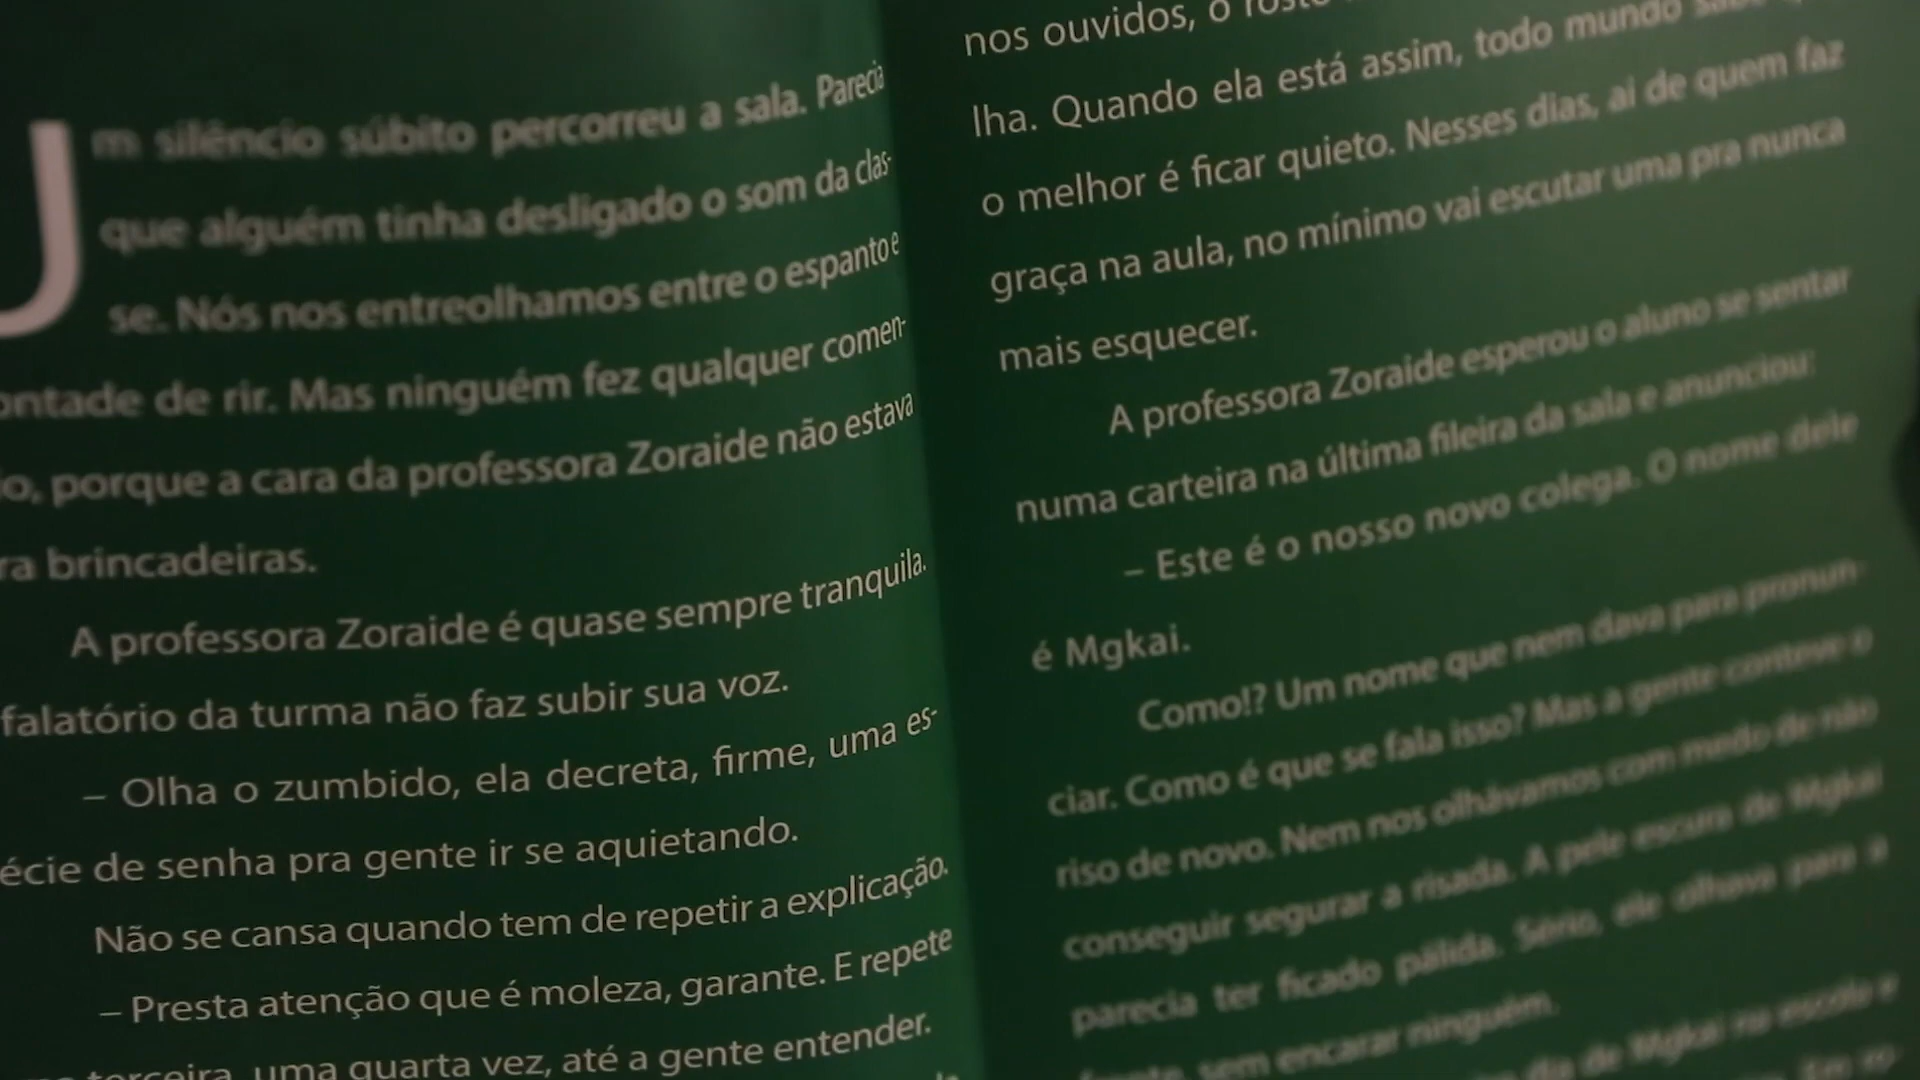 Um silêncio súbito percorreu a sala. Parecia
que alguém tinha desligado o som da clas-
se. Nós nos entreolhamos entre o espanto e
ontade de rir. Mas ninguém fez qualquer comen-
io, porque a cara da professora Zoraide não estava
ra brincadeiras.
A professora Zoraide é quase sempre tranquila.
falatório da turma não faz subir sua voz.
– Olha o zumbido, ela decreta, firme, uma es-
écie de senha pra gente ir se aquietando.
Não se cansa quando tem de repetir a explicação.
– Presta atenção que é moleza, garante. E repete
terceira, uma quarta vez, até a gente entender.
nos ouvidos, o rosto
lha. Quando ela está assim, todo mundo sabe
o melhor é ficar quieto. Nesses dias, ai de quem faz
graça na aula, no mínimo vai escutar uma pra nunca
mais esquecer.
A professora Zoraide esperou o aluno se sentar
numa carteira na última fileira da sala e anunciou:
– Este é o nosso novo colega. O nome dele
é Mgkai.
Como!? Um nome que nem dava para pronun-
ciar. Como é que se fala isso? Mas a gente conteve o
riso de novo. Nem nos olhávamos com medo de não
conseguir segurar a risada. A pele escura de Mgkai
parecia ter ficado pálida. Sério, ele olhava para a
frente, sem encarar ninguém.
dia de Mgkai na escola e